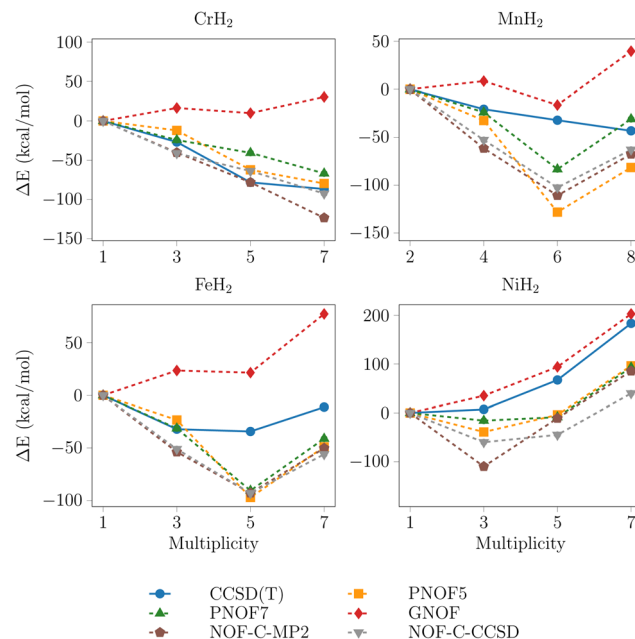 CrH₂
MnH₂
ΔE (kcal/mol)
100
50
0
−50
−100
−150
1 3 5 7
50
0
−50
−100
−150
2 4 6 8
FeH₂
NiH₂
ΔE (kcal/mol)
50
0
−50
−100
1 3 5 7
Multiplicity
200
100
0
−100
1 3 5 7
Multiplicity
CCSD(T) PNOF5
PNOF7 GNOF
NOF-C-MP2 NOF-C-CCSD